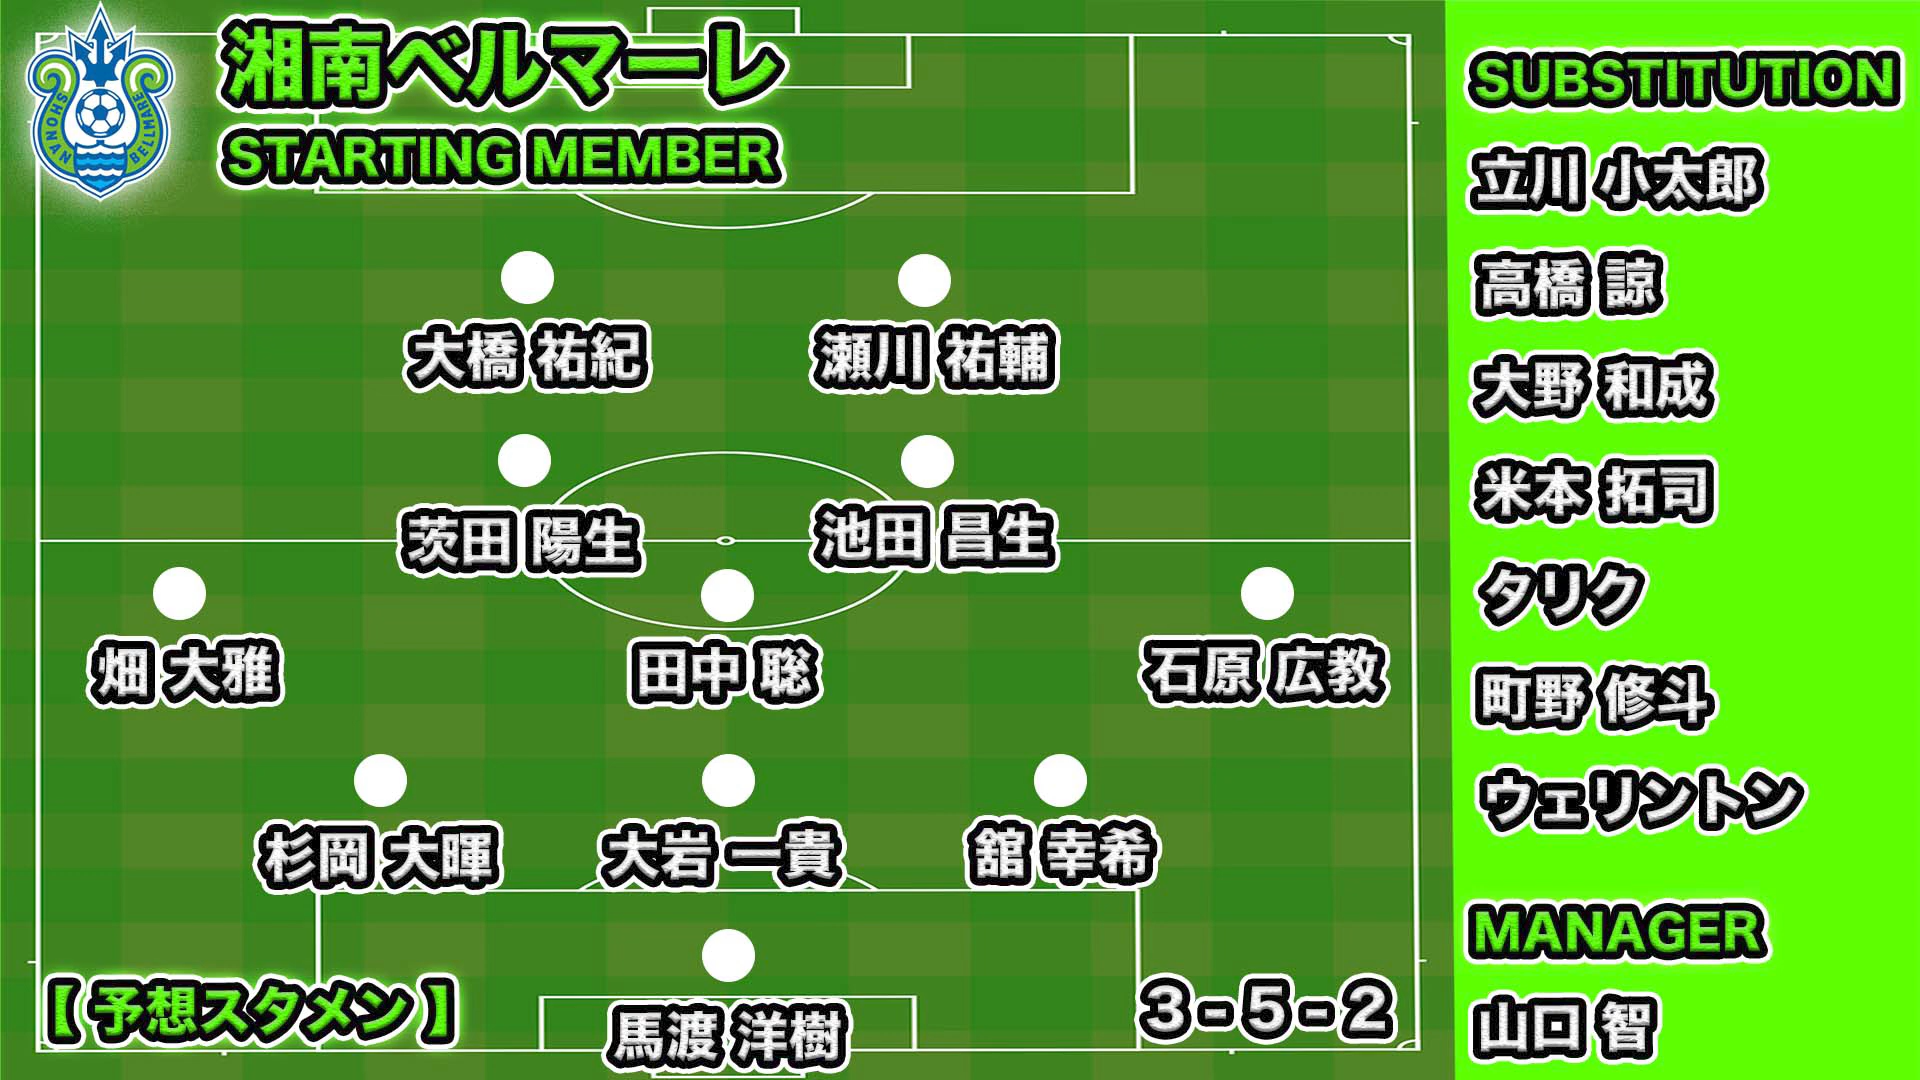 湘南ベルマーレ
STARTING MEMBER
SHONAN BELLMARE
大橋 祐紀
瀬川 祐輔
茨田 陽生
池田 昌生
畑 大雅
田中 聡
石原 広教
杉岡 大暉
大岩 一貴
舘 幸希
馬渡 洋樹
【 予想スタメン 】
3-5-2
SUBSTITUTION
立川 小太郎
高橋 諒
大野 和成
米本 拓司
タリク
町野 修斗
ウェリントン
MANAGER
山口 智